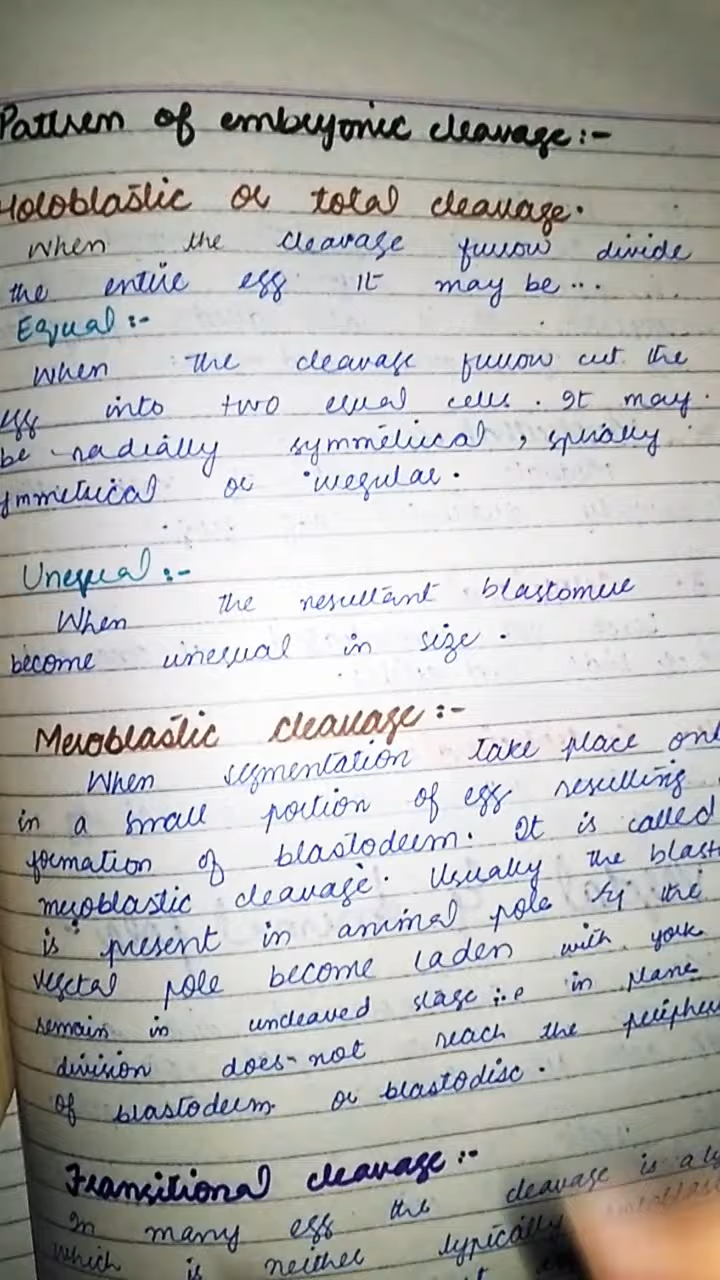 Pattern of embryonic cleavage:-
Holoblastic or total cleavage.
When the cleavage furrow divide
the entire egg It may be ...
Equal :-
When the cleavage furrow cut the
egg into two equal cells. It may
be radially symmetrical, spirally
ymmetrical or irregular.
Unequal :-
When the resultant blastomere
become unequal in size.
Meroblastic cleavage :-
When segmentation take place onl
in a small portion of egg resulting
formation of blastoderm. It is called
meroblastic cleavage. Usually the blast
is present in animal pole the
vegetal pole become laden with york
remain in uncleaved stage i.e in plane
division does-not reach the peripher
of blastoderm or blastodisc.
Transitional cleavage :-
In many egg the cleavage is
which is neither typically